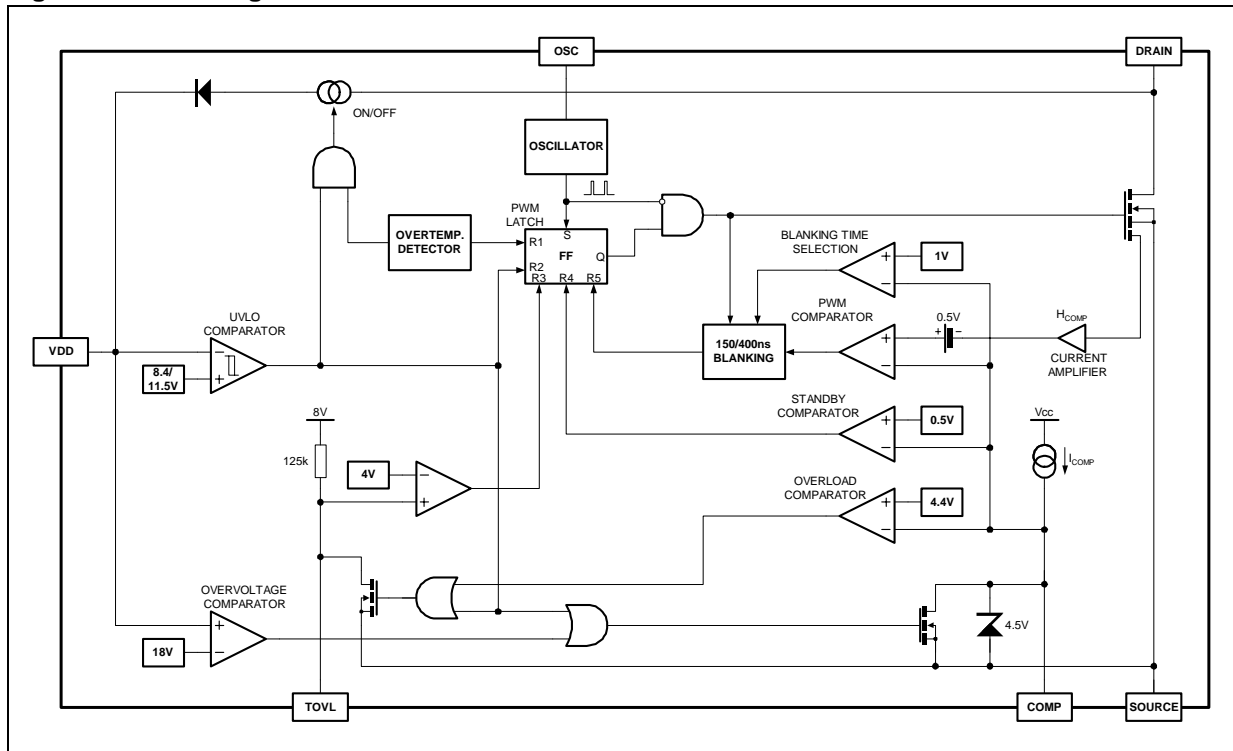 OSC
DRAIN
ON/OFF
OSCILLATOR
PWM
LATCH
OVERTEMP.
DETECTOR
R1
S
FF
Q
R2
R3
R4
R5
BLANKING TIME
SELECTION
+
−
1V
UVLO
COMPARATOR
VDD
−
+
8.4/
11.5V
150/400ns
BLANKING
PWM
COMPARATOR
+
−
0.5V
+
−
HCOMP
CURRENT
AMPLIFIER
8V
125k
4V
−
+
STANDBY
COMPARATOR
+
−
0.5V
Vcc
ICOMP
OVERLOAD
COMPARATOR
+
−
4.4V
OVERVOLTAGE
COMPARATOR
+
−
18V
4.5V
TOVL
COMP
SOURCE